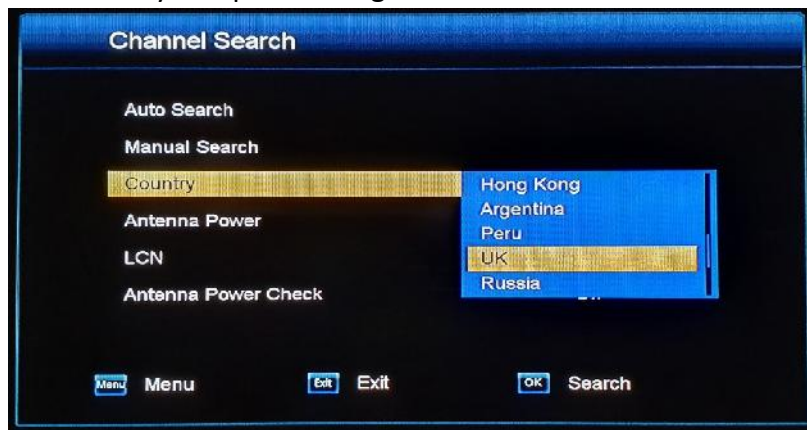 Channel Search
Auto Search
Manual Search
Country
Hong Kong
Argentina
Antenna Power
Peru
LCN
UK
Antenna Power Check
Russia
Menu Menu
Exit Exit
OK Search